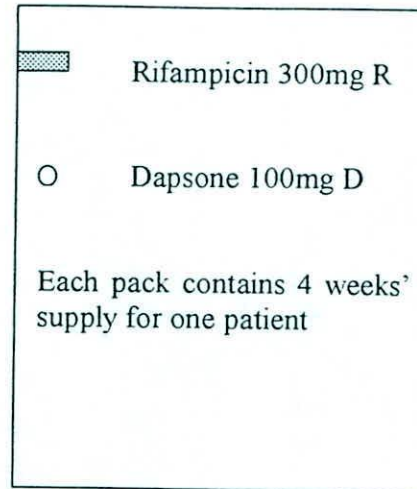 Rifampicin 300mg R
Dapsone 100mg D
Each pack contains 4 weeks'
supply for one patient